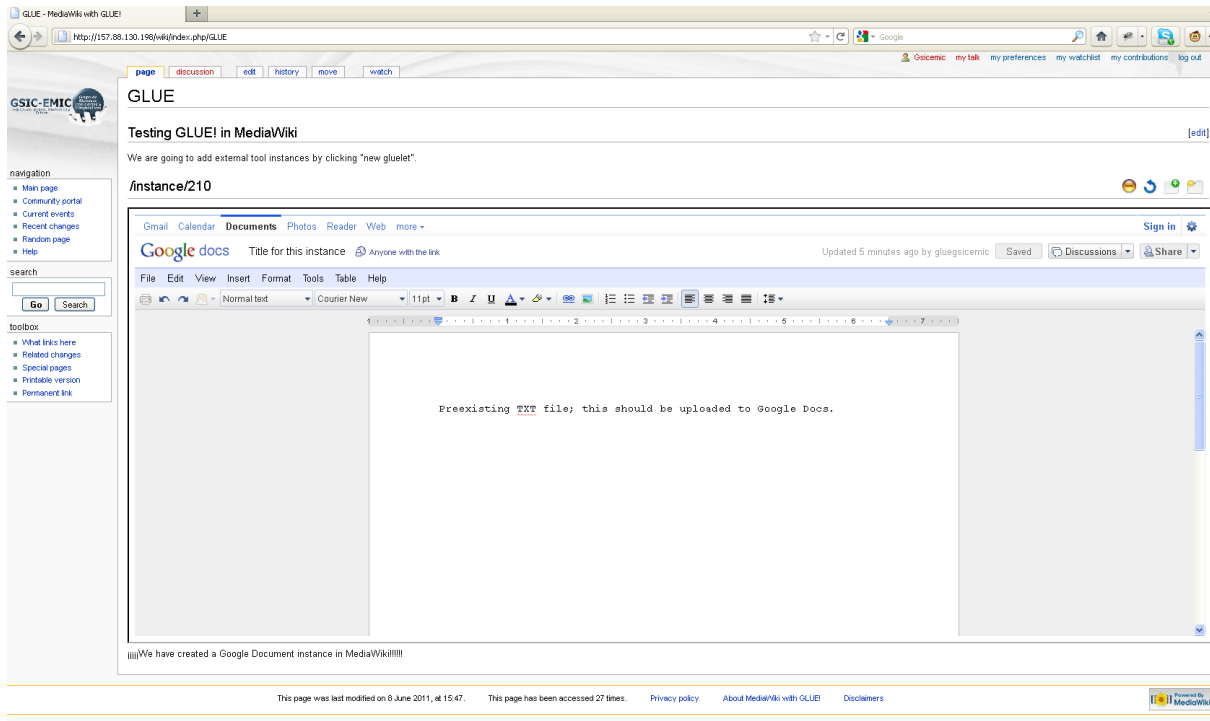 GLUE - MediaWiki with GLUE!
http://157.88.130.198/wiki/index.php/GLUE
Google
Gsicemic my talk my preferences my watchlist my contributions log out
page discussion edit history move watch
GSIC-EMIC
GLUE
Testing GLUE! in MediaWiki [edit]
We are going to add external tool instances by clicking "new gluelet".
/instance/210
navigation
Main page
Community portal
Current events
Recent changes
Random page
Help
search
Go Search
toolbox
What links here
Related changes
Special pages
Printable version
Permanent link
Gmail Calendar Documents Photos Reader Web more Sign in
Google docs Title for this instance Anyone with the link Updated 5 minutes ago by gluegsicemic Saved Discussions Share
File Edit View Insert Format Tools Table Help
Normal text Courier New 11pt B I U A
1 1 2 3 4 5 6 7
Preexisting TXT file; this should be uploaded to Google Docs.
¡¡¡¡¡We have created a Google Document instance in MediaWiki!!!!!!
This page was last modified on 8 June 2011, at 15:47. This page has been accessed 27 times. Privacy policy About MediaWiki with GLUE! Disclaimers
Powered By
MediaWiki